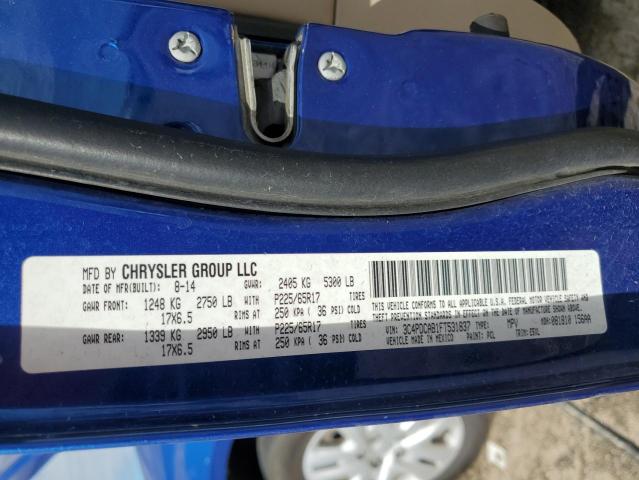 MFD BY CHRYSLER GROUP LLC
DATE OF MFR(BUILT): 8-14 GVWR: 2405 KG 5300 LB
GAWR FRONT: 1248 KG 2750 LB WITH P225/65R17 TIRES
17X6.5 RIMS AT 250 KPA ( 36 PSI) COLD
GAWR REAR: 1339 KG 2950 LB WITH P225/65R17 TIRES
17X6.5 RIMS AT 250 KPA ( 36 PSI) COLD
THIS VEHICLE CONFORMS TO ALL APPLICABLE U.S.A. FEDERAL MOTOR VEHICLE SAFETY AND
THEFT PREVENTION STANDARDS IN EFFECT ON THE DATE OF MANUFACTURE SHOWN ABOVE.
VIN: 3C4PDCAB1FT531837 TYPE: MPV MDH: 081910 156AA
VEHICLE MADE IN MEXICO PAINT: PCL TRIM: